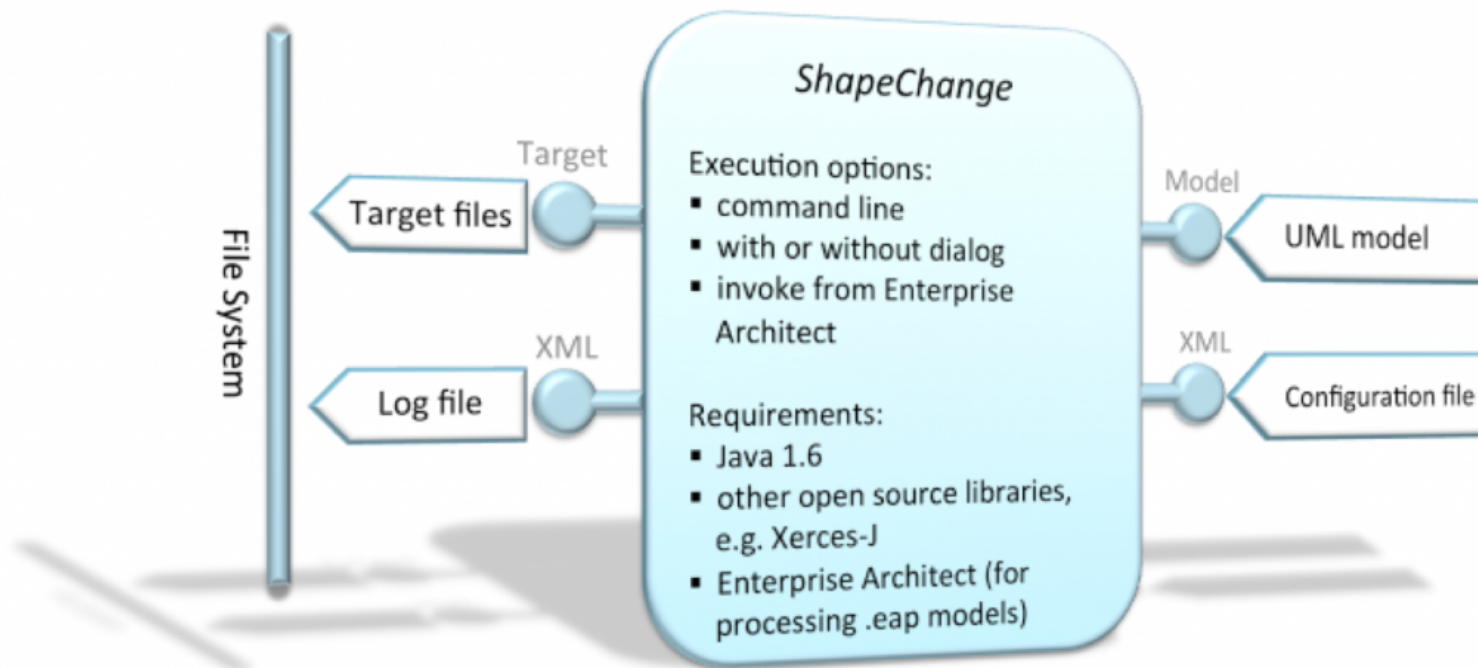 ShapeChange
Target
Target files
File System
XML
Log file
Execution options:
▪ command line
▪ with or without dialog
▪ invoke from Enterprise
Architect
Requirements:
▪ Java 1.6
▪ other open source libraries,
e.g. Xerces-J
▪ Enterprise Architect (for
processing .eap models)
Model
UML model
XML
Configuration file